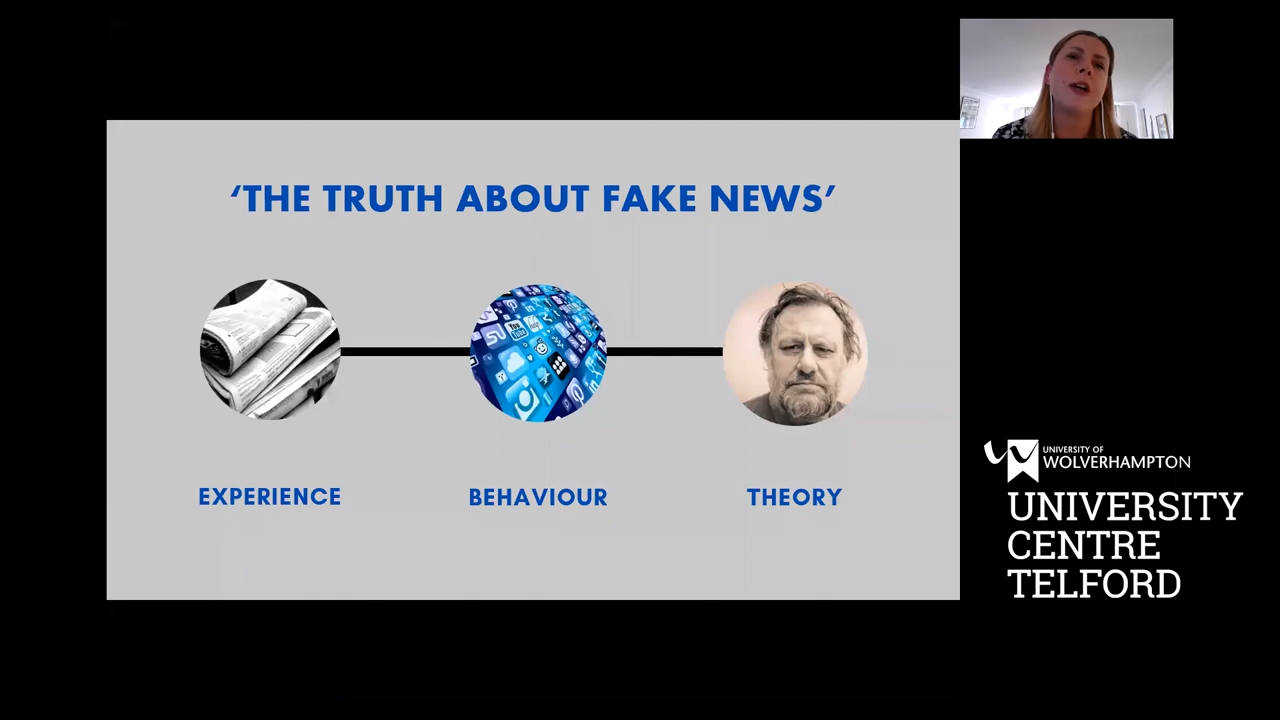 ‘THE TRUTH ABOUT FAKE NEWS’
EXPERIENCE
BEHAVIOUR
THEORY
UNIVERSITY OF
WOLVERHAMPTON
UNIVERSITY
CENTRE
TELFORD